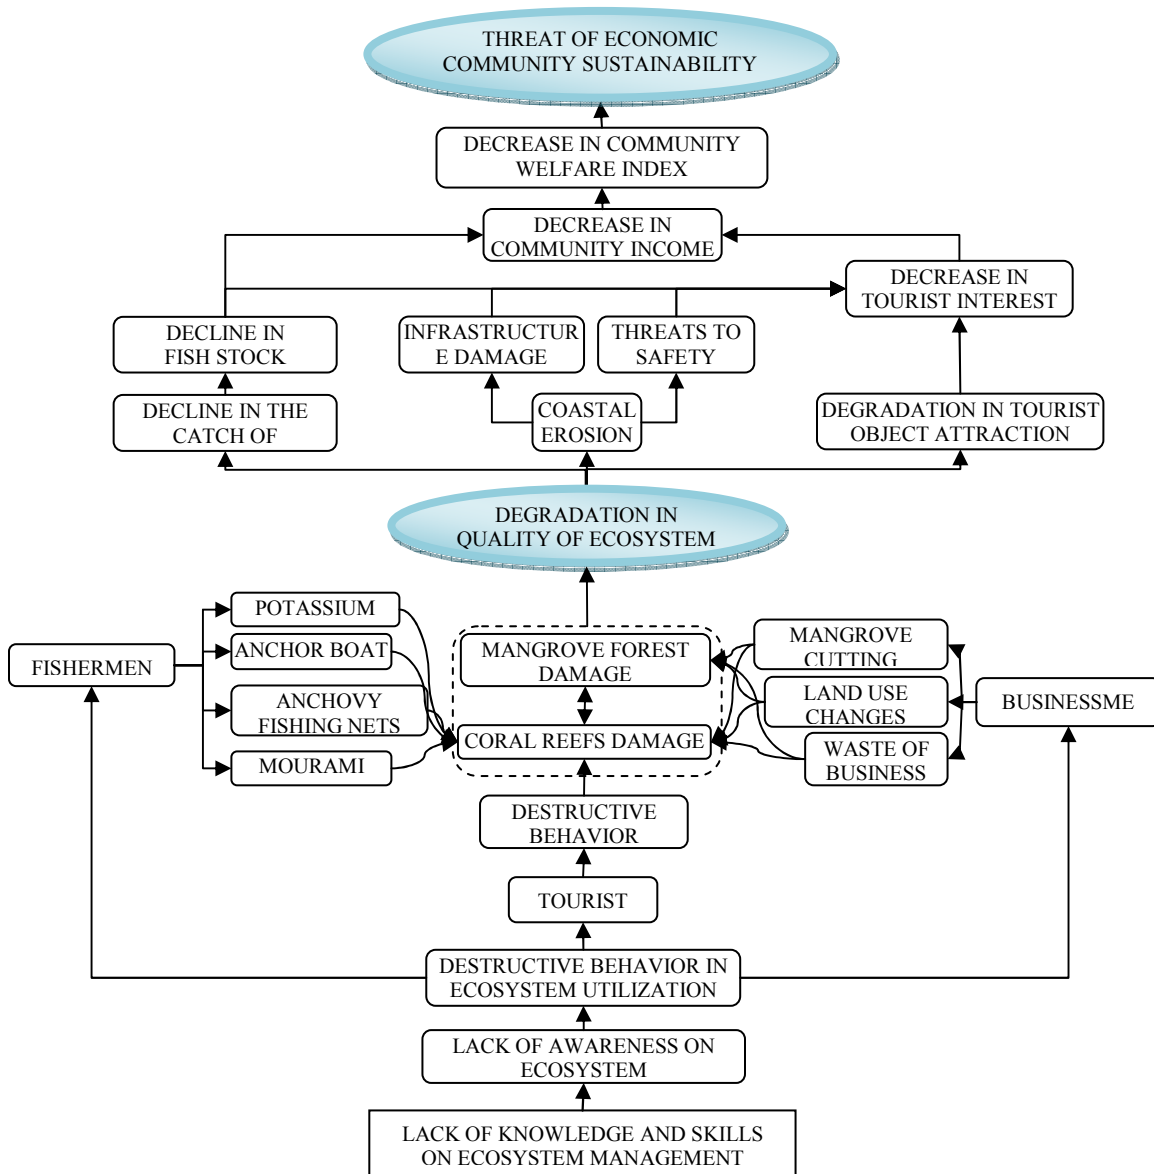 THREAT OF ECONOMIC
COMMUNITY SUSTAINABILITY
DECREASE IN COMMUNITY
WELFARE INDEX
DECREASE IN
COMMUNITY INCOME
DECREASE IN
TOURIST INTEREST
DECLINE IN
FISH STOCK
INFRASTRUCTUR
E DAMAGE
THREATS TO
SAFETY
DECLINE IN THE
CATCH OF
COASTAL
EROSION
DEGRADATION IN TOURIST
OBJECT ATTRACTION
DEGRADATION IN
QUALITY OF ECOSYSTEM
FISHERMEN
POTASSIUM
ANCHOR BOAT
ANCHOVY
FISHING NETS
MOURAMI
MANGROVE FOREST
DAMAGE
CORAL REEFS DAMAGE
MANGROVE
CUTTING
LAND USE
CHANGES
WASTE OF
BUSINESS
BUSINESSME
DESTRUCTIVE
BEHAVIOR
TOURIST
DESTRUCTIVE BEHAVIOR IN
ECOSYSTEM UTILIZATION
LACK OF AWARENESS ON
ECOSYSTEM
LACK OF KNOWLEDGE AND SKILLS
ON ECOSYSTEM MANAGEMENT